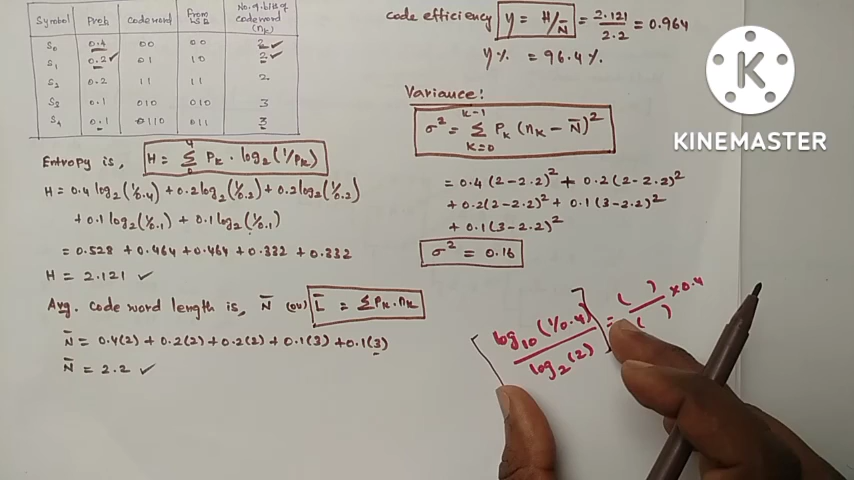 Symbol Prob Codeword From LSB No. of bits of codeword (nk)
S0 0.4 00 00 2 ✓
S1 0.2 ✓ 01 10 2 ✓
S2 0.2 11 11 2
S3 0.1 010 010 3
S4 0.1 0110 011 3
Entropy is, H = Σ Pk . log2 (1/Pk)
4
0
H = 0.4 log2 (1/0.4) + 0.2 log2 (1/0.2) + 0.2 log2 (1/0.2)
+ 0.1 log2 (1/0.1) + 0.1 log2 (1/0.1)
= 0.528 + 0.464 + 0.464 + 0.332 + 0.332
H = 2.121 ✓
Avg. Code word length is, N̄ (or) L̄ = Σ Pk . nk
N̄ = 0.4(2) + 0.2(2) + 0.2(2) + 0.1(3) + 0.1(3)
N̄ = 2.2 ✓
code efficiency η = H/N̄ = 2.121/2.2 = 0.964
η % = 96.4 %.
Variance:
σ² = Σ Pk (nk - N̄)²
k-1
k=0
= 0.4 (2-2.2)² + 0.2 (2-2.2)²
+ 0.2(2-2.2)² + 0.1 (3-2.2)²
+ 0.1(3-2.2)²
σ² = 0.16
[log10 (1/0.4) / log2 (2)] = ( ) / ( ) × 0.4
K
KINEMASTER